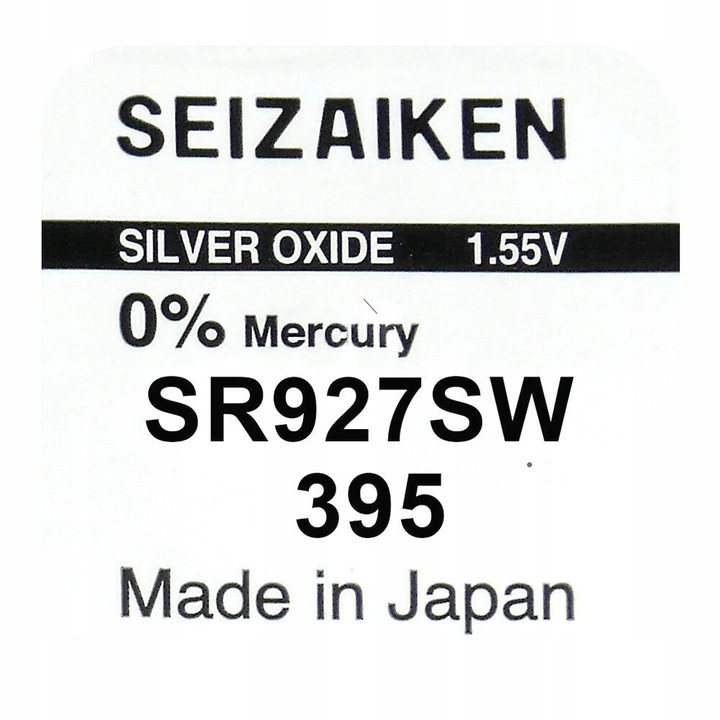 SEIZAIKEN
SILVER OXIDE 1.55V
0% Mercury
SR927SW
395
Made in Japan